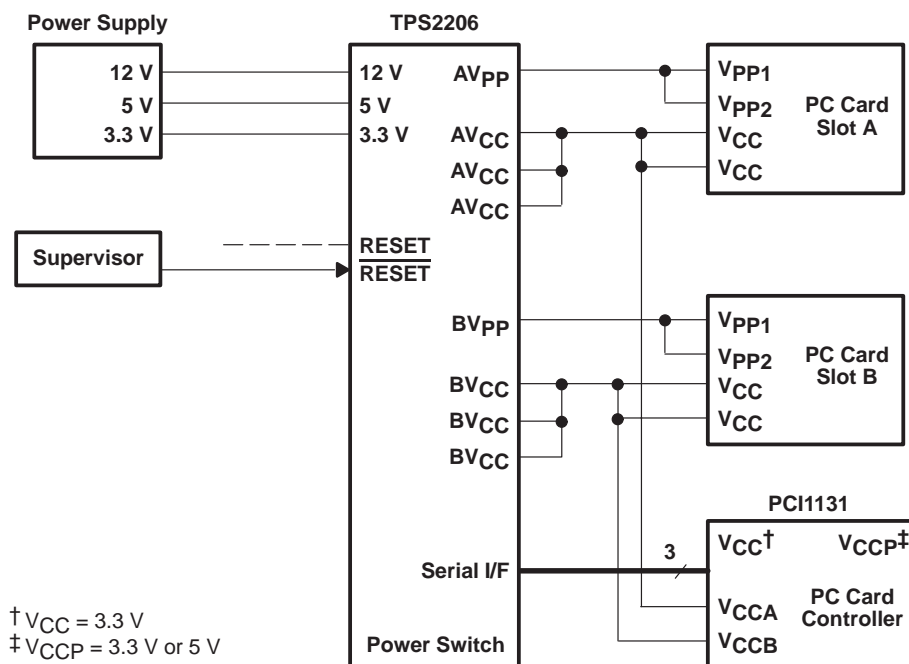 Power Supply
12 V
5 V
3.3 V
Supervisor
TPS2206
12 V
5 V
3.3 V
RESET
RESET
AVPP
AVCC
AVCC
AVCC
BVPP
BVCC
BVCC
BVCC
Serial I/F
Power Switch
3
VPP1
VPP2
VCC
VCC
PC Card
Slot A
VPP1
VPP2
VCC
VCC
PC Card
Slot B
PCI1131
VCC† VCCP‡
VCCA
VCCB
PC Card
Controller
† VCC = 3.3 V
‡ VCCP = 3.3 V or 5 V